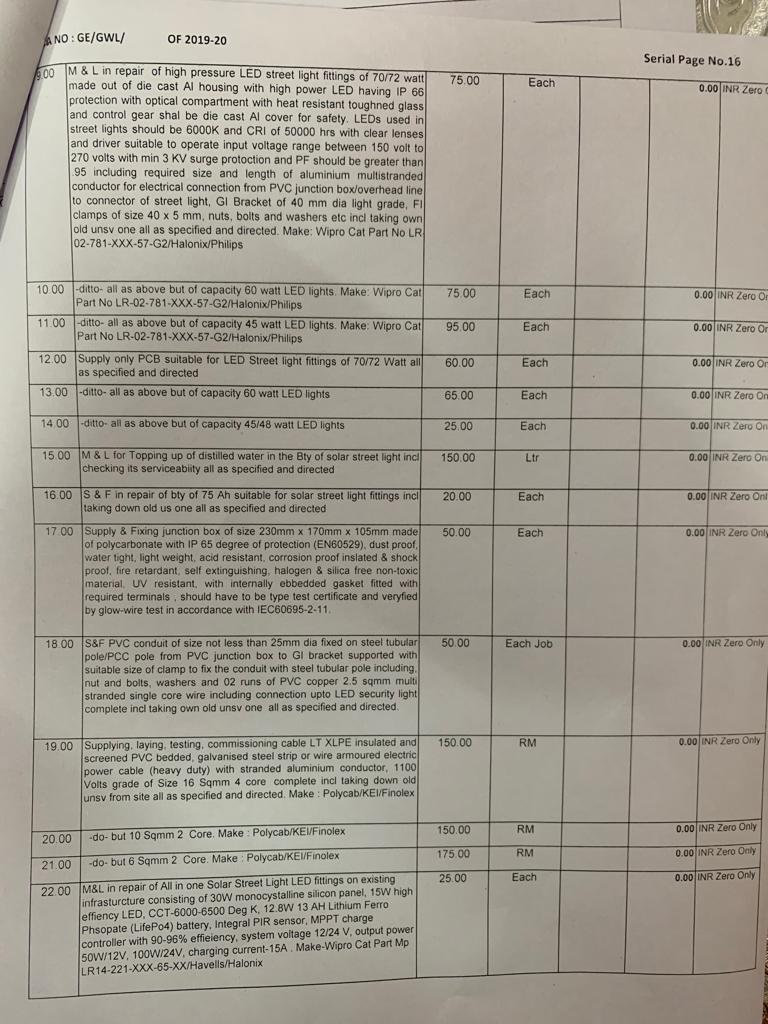 NO : GE/GWL/ OF 2019-20
Serial Page No.16
9.00 M & L in repair of high pressure LED street light fittings of 70/72 watt 75.00 Each 0.00 INR Zero
made out of die cast Al housing with high power LED having IP 66
protection with optical compartment with heat resistant toughned glass
and control gear shal be die cast Al cover for safety. LEDs used in
street lights should be 6000K and CRI of 50000 hrs with clear lenses
and driver suitable to operate input voltage range between 150 volt to
270 volts with min 3 KV surge protoction and PF should be greater than
.95 including required size and length of aluminium multistranded
conductor for electrical connection from PVC junction box/overhead line
to connector of street light, GI Bracket of 40 mm dia light grade, FI
clamps of size 40 x 5 mm, nuts, bolts and washers etc incl taking own
old unsv one all as specified and directed. Make: Wipro Cat Part No LR-
02-781-XXX-57-G2/Halonix/Philips
10.00 -ditto- all as above but of capacity 60 watt LED lights. Make: Wipro Cat 75.00 Each 0.00 INR Zero On
Part No LR-02-781-XXX-57-G2/Halonix/Philips
11.00 -ditto- all as above but of capacity 45 watt LED lights. Make: Wipro Cat 95.00 Each 0.00 INR Zero On
Part No LR-02-781-XXX-57-G2/Halonix/Philips
12.00 Supply only PCB suitable for LED Street light fittings of 70/72 Watt all 60.00 Each 0.00 INR Zero On
as specified and directed
13.00 -ditto- all as above but of capacity 60 watt LED lights 65.00 Each 0.00 INR Zero On
14.00 -ditto- all as above but of capacity 45/48 watt LED lights 25.00 Each 0.00 INR Zero On
15.00 M & L for Topping up of distilled water in the Bty of solar street light incl 150.00 Ltr 0.00 INR Zero Onl
checking its serviceabiity all as specified and directed
16.00 S & F in repair of bty of 75 Ah suitable for solar street light fittings incl 20.00 Each 0.00 INR Zero Onl
taking down old us one all as specified and directed
17.00 Supply & Fixing junction box of size 230mm x 170mm x 105mm made 50.00 Each 0.00 INR Zero Only
of polycarbonate with IP 65 degree of protection (EN60529), dust proof,
water tight, light weight, acid resistant, corrosion proof inslated & shock
proof, fire retardant, self extinguishing, halogen & silica free non-toxic
material, UV resistant, with internally ebbedded gasket fitted with
required terminals , should have to be type test certificate and veryfied
by glow-wire test in accordance with IEC60695-2-11.
18.00 S&F PVC conduit of size not less than 25mm dia fixed on steel tubular 50.00 Each Job 0.00 INR Zero Only
pole/PCC pole from PVC junction box to GI bracket supported with
suitable size of clamp to fix the conduit with steel tubular pole including,
nut and bolts, washers and 02 runs of PVC copper 2.5 sqmm multi
stranded single core wire including connection upto LED security light
complete incl taking own old unsv one all as specified and directed.
19.00 Supplying, laying, testing, commissioning cable LT XLPE insulated and 150.00 RM 0.00 INR Zero Only
screened PVC bedded, galvanised steel strip or wire armoured electric
power cable (heavy duty) with stranded aluminium conductor, 1100
Volts grade of Size 16 Sqmm 4 core complete incl taking down old
unsv from site all as specified and directed. Make : Polycab/KEI/Finolex
20.00 -do- but 10 Sqmm 2 Core. Make : Polycab/KEI/Finolex 150.00 RM 0.00 INR Zero Only
21.00 -do- but 6 Sqmm 2 Core. Make : Polycab/KEI/Finolex 175.00 RM 0.00 INR Zero Only
22.00 M&L in repair of All in one Solar Street Light LED fittings on existing 25.00 Each 0.00 INR Zero Only
infrasturcture consisting of 30W monocystalline silicon panel, 15W high
effiency LED, CCT-6000-6500 Deg K, 12.8W 13 AH Lithium Ferro
Phsopate (LifePo4) battery, Integral PIR sensor, MPPT charge
controller with 90-96% effieiency, system voltage 12/24 V, output power
50W/12V, 100W/24V, charging current-15A . Make-Wipro Cat Part Mp
LR14-221-XXX-65-XX/Havells/Halonix